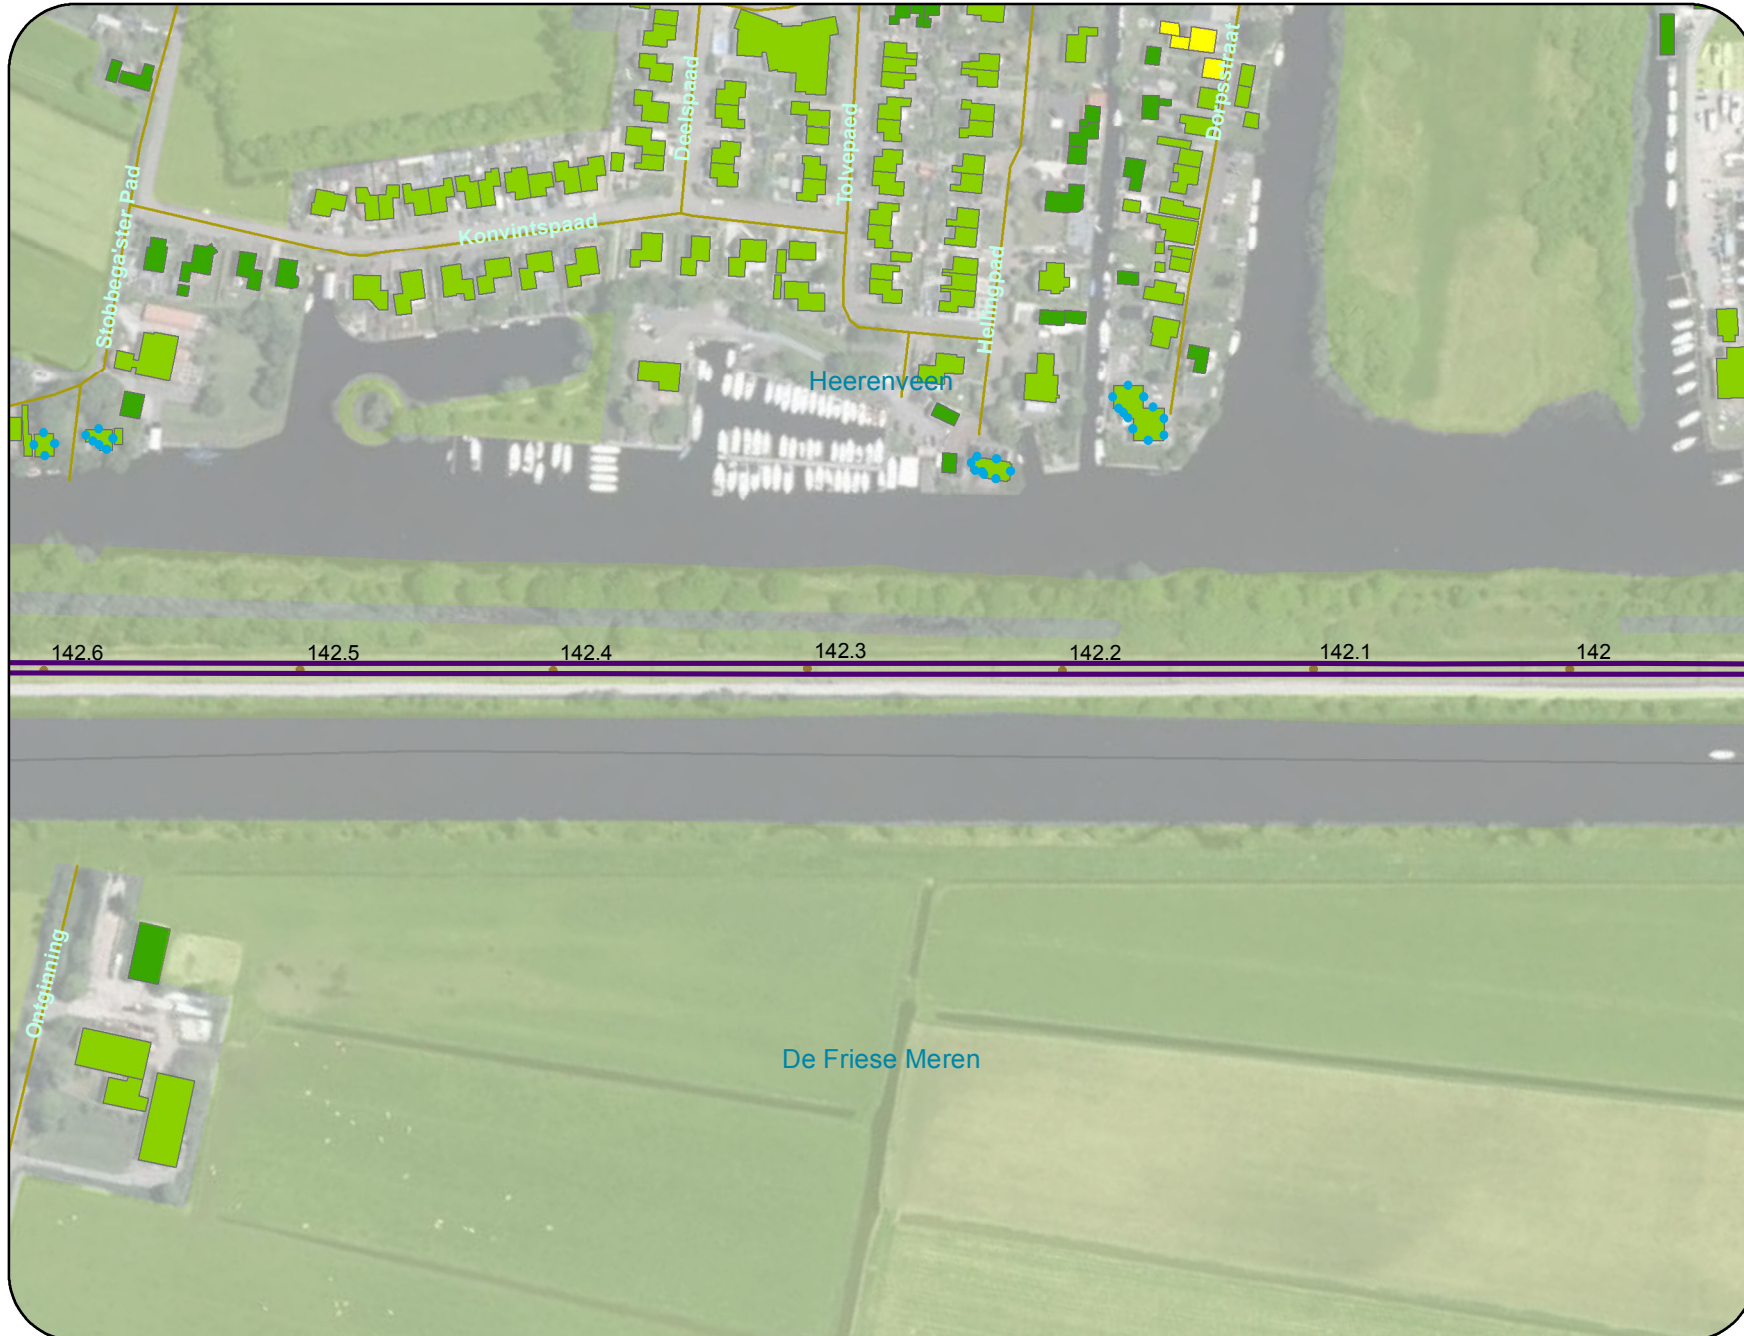 Dorpsstraat
Deelspaad
Tolvepaed
Stobbega'ster Pad
Konvintspaad
Hellingpad
Heerenveen
142.6
142.5
142.4
142.3
142.2
142.1
142
Ontginning
De Friese Meren